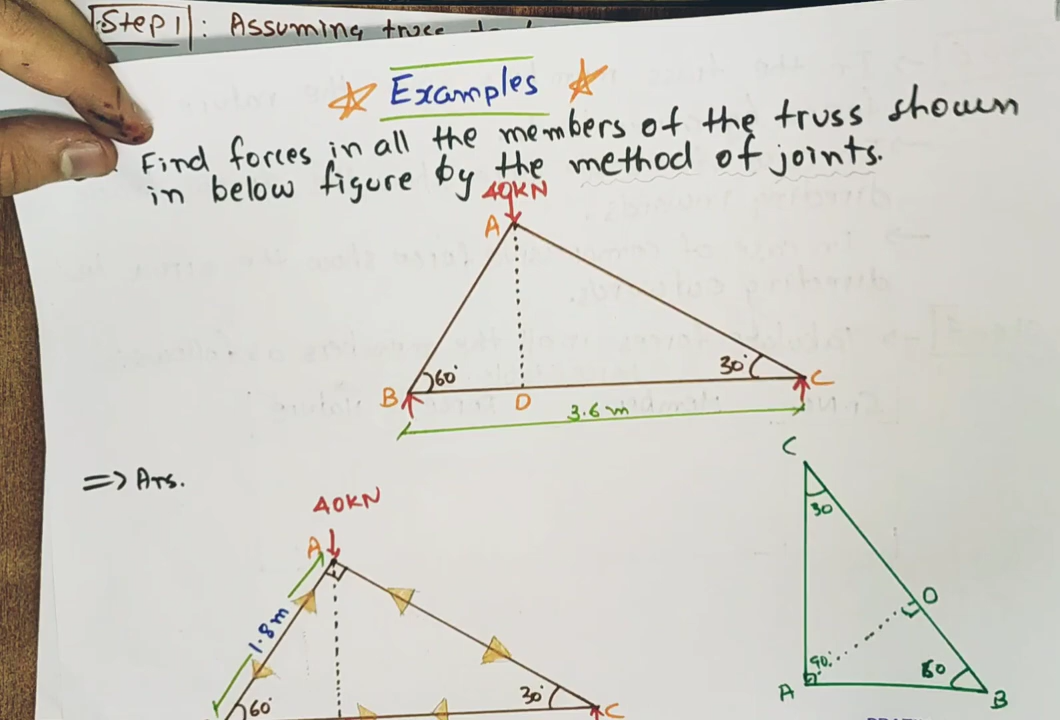 Step 1: Assuming
Examples
Find forces in all the members of the truss shown
in below figure by the method of joints.
40KN
A
60°
30°
B
D
C
3.6 m
=> Ans.
40KN
A
1.8 m
60°
30°
C
C
30
D
90°
60
A
B